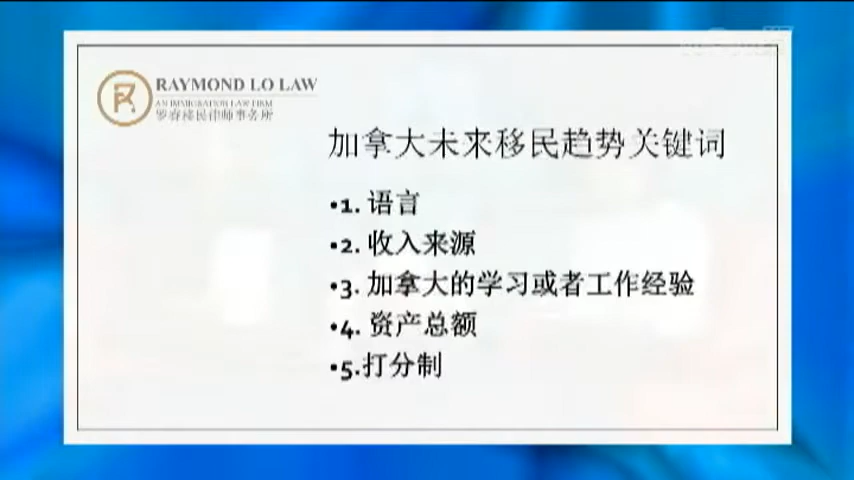 RAYMOND LO LAW
AN IMMIGRATION LAW FIRM
罗睿移民律师事务所
加拿大未来移民趋势关键词
•1. 语言
•2. 收入来源
•3. 加拿大的学习或者工作经验
•4. 资产总额
•5.打分制